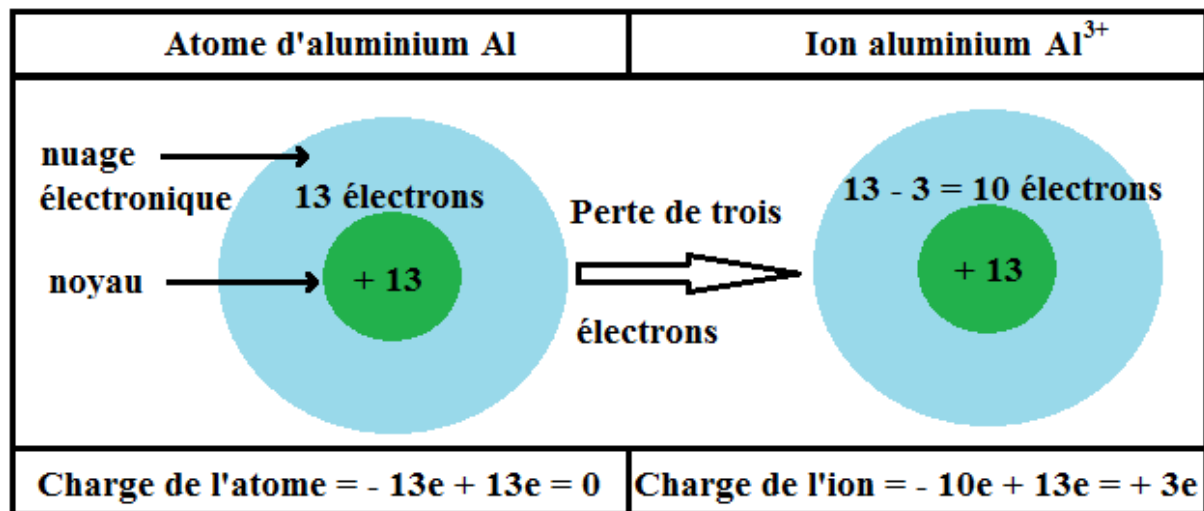 Atome d'aluminium Al
Ion aluminium Al³⁺
nuage
électronique
13 électrons
noyau
+ 13
Perte de trois
électrons
13 - 3 = 10 électrons
+ 13
Charge de l'atome = - 13e + 13e = 0
Charge de l'ion = - 10e + 13e = + 3e